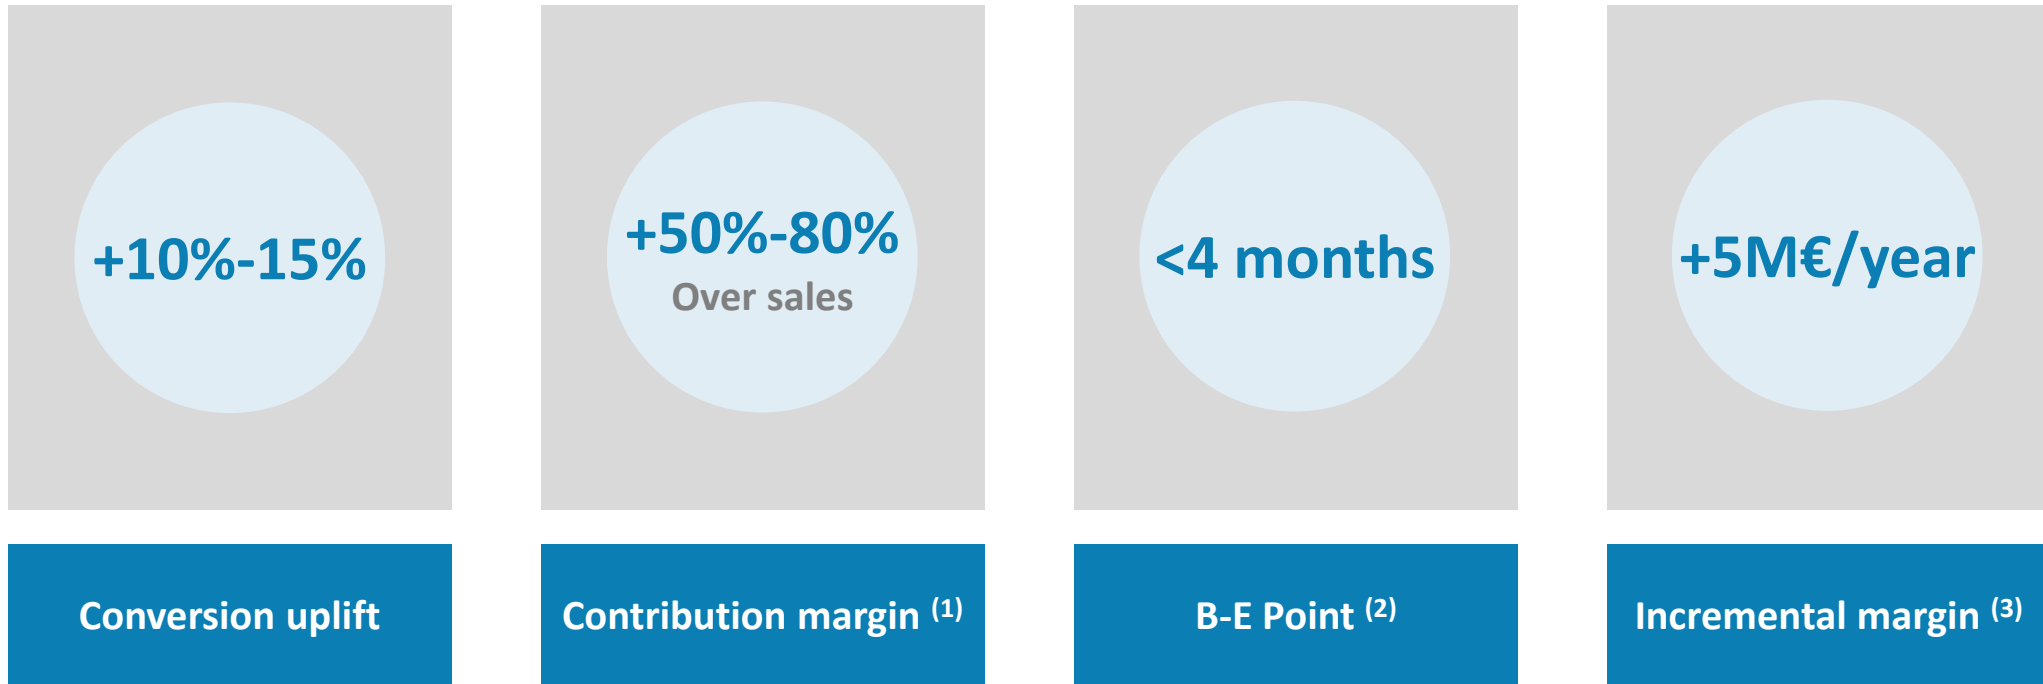 +10%-15%
+50%-80%
Over sales
<4 months
+5M€/year
Conversion uplift
Contribution margin (1)
B-E Point (2)
Incremental margin (3)